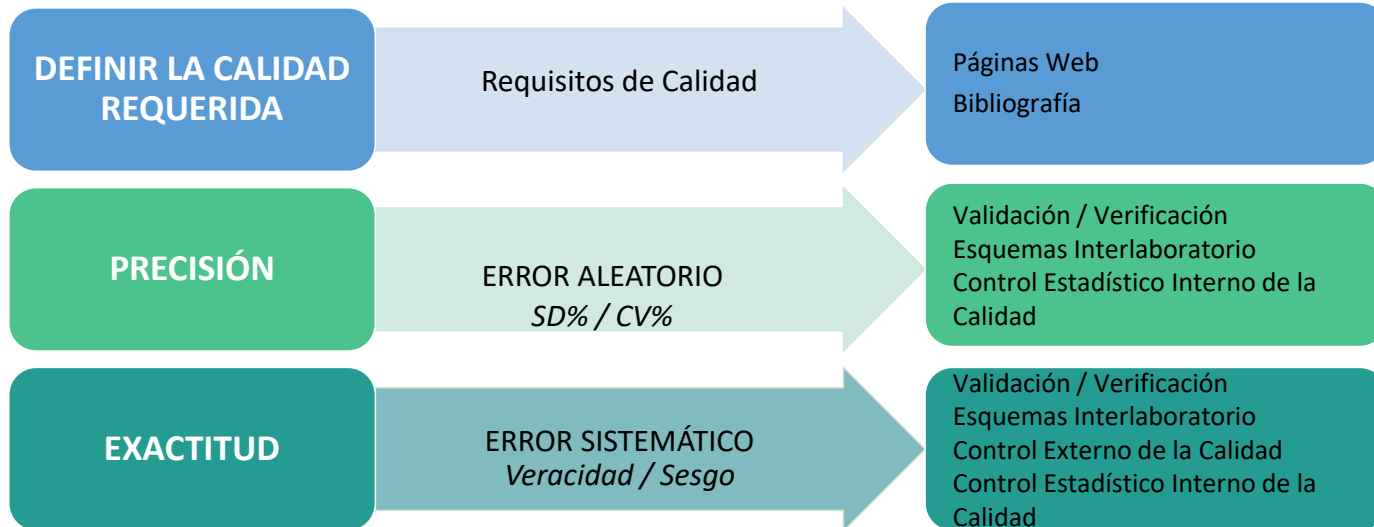 DEFINIR LA CALIDAD
REQUERIDA
Requisitos de Calidad
Páginas Web
Bibliografía
PRECISIÓN
ERROR ALEATORIO
SD% / CV%
Validación / Verificación
Esquemas Interlaboratorio
Control Estadístico Interno de la
Calidad
EXACTITUD
ERROR SISTEMÁTICO
Veracidad / Sesgo
Validación / Verificación
Esquemas Interlaboratorio
Control Externo de la Calidad
Control Estadístico Interno de la
Calidad